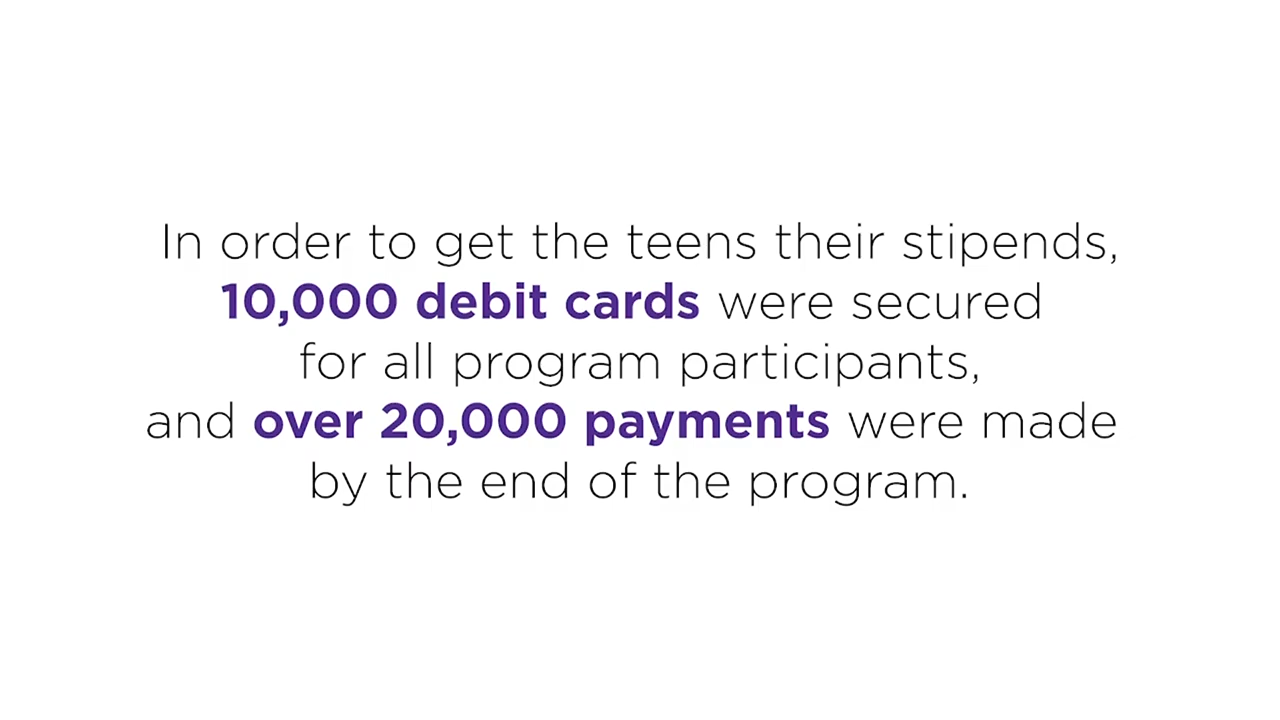 In order to get the teens their stipends,
10,000 debit cards were secured
for all program participants,
and over 20,000 payments were made
by the end of the program.